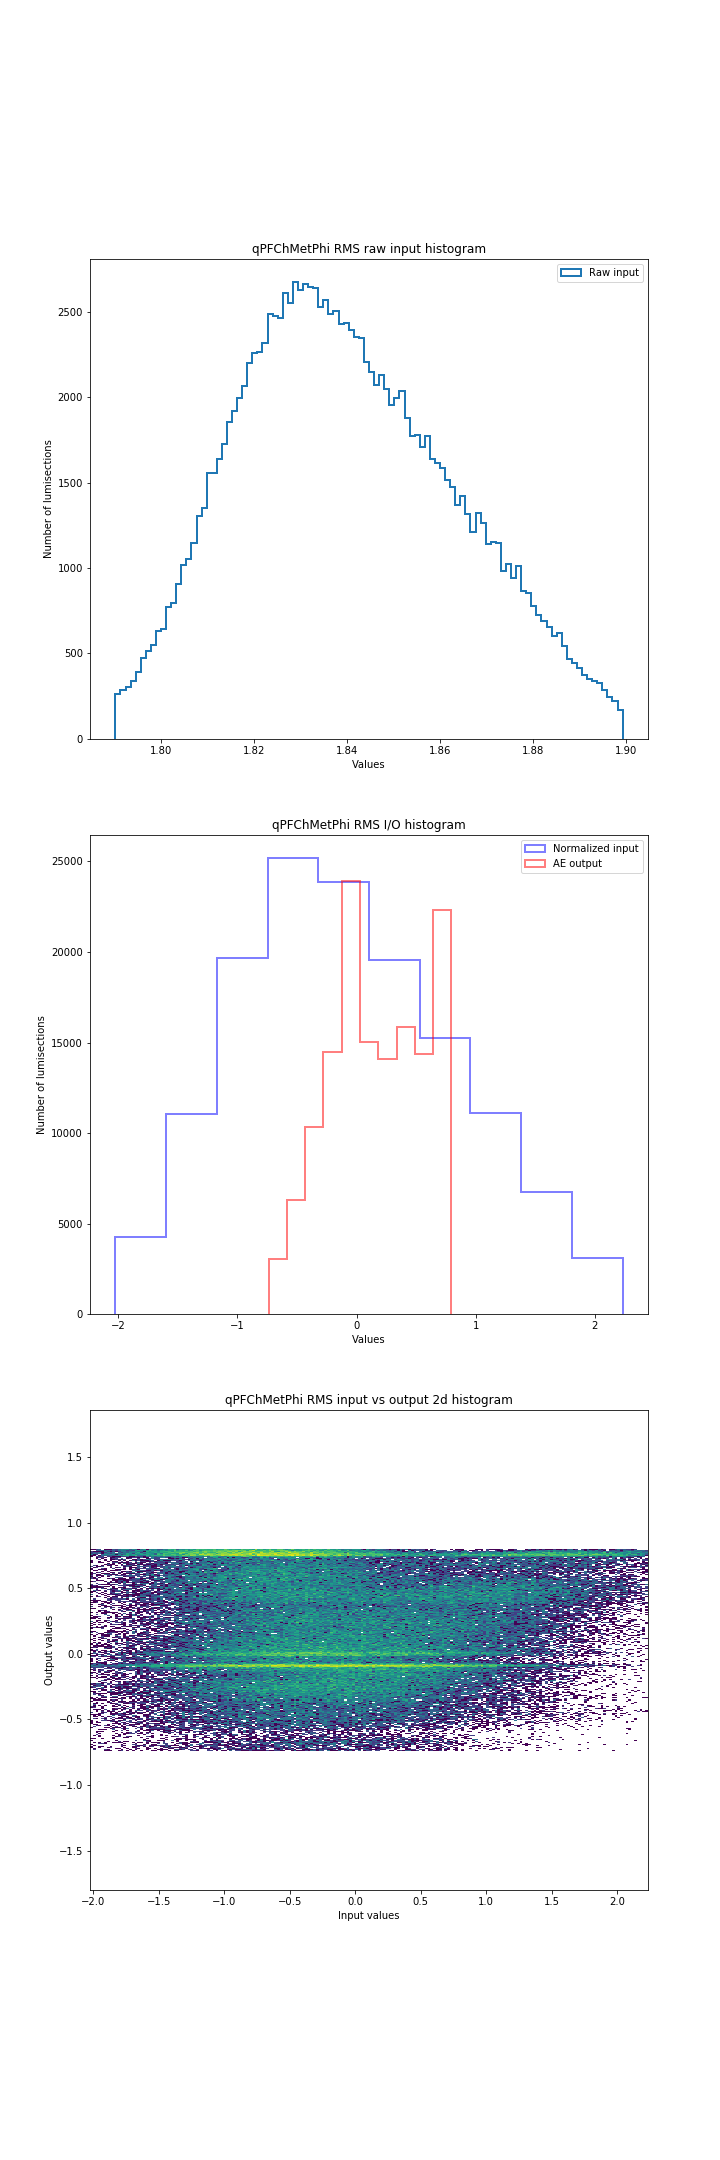 qPFChMetPhi RMS raw input histogram
Raw input
2500
2000
1500
1000
500
0
Number of lumisections
1.80 1.82 1.84 1.86 1.88 1.90
Values
qPFChMetPhi RMS I/O histogram
Normalized input
AE output
25000
20000
15000
10000
5000
0
Number of lumisections
−2 −1 0 1 2
Values
qPFChMetPhi RMS input vs output 2d histogram
1.5
1.0
0.5
0.0
−0.5
−1.0
−1.5
Output values
−2.0 −1.5 −1.0 −0.5 0.0 0.5 1.0 1.5 2.0
Input values